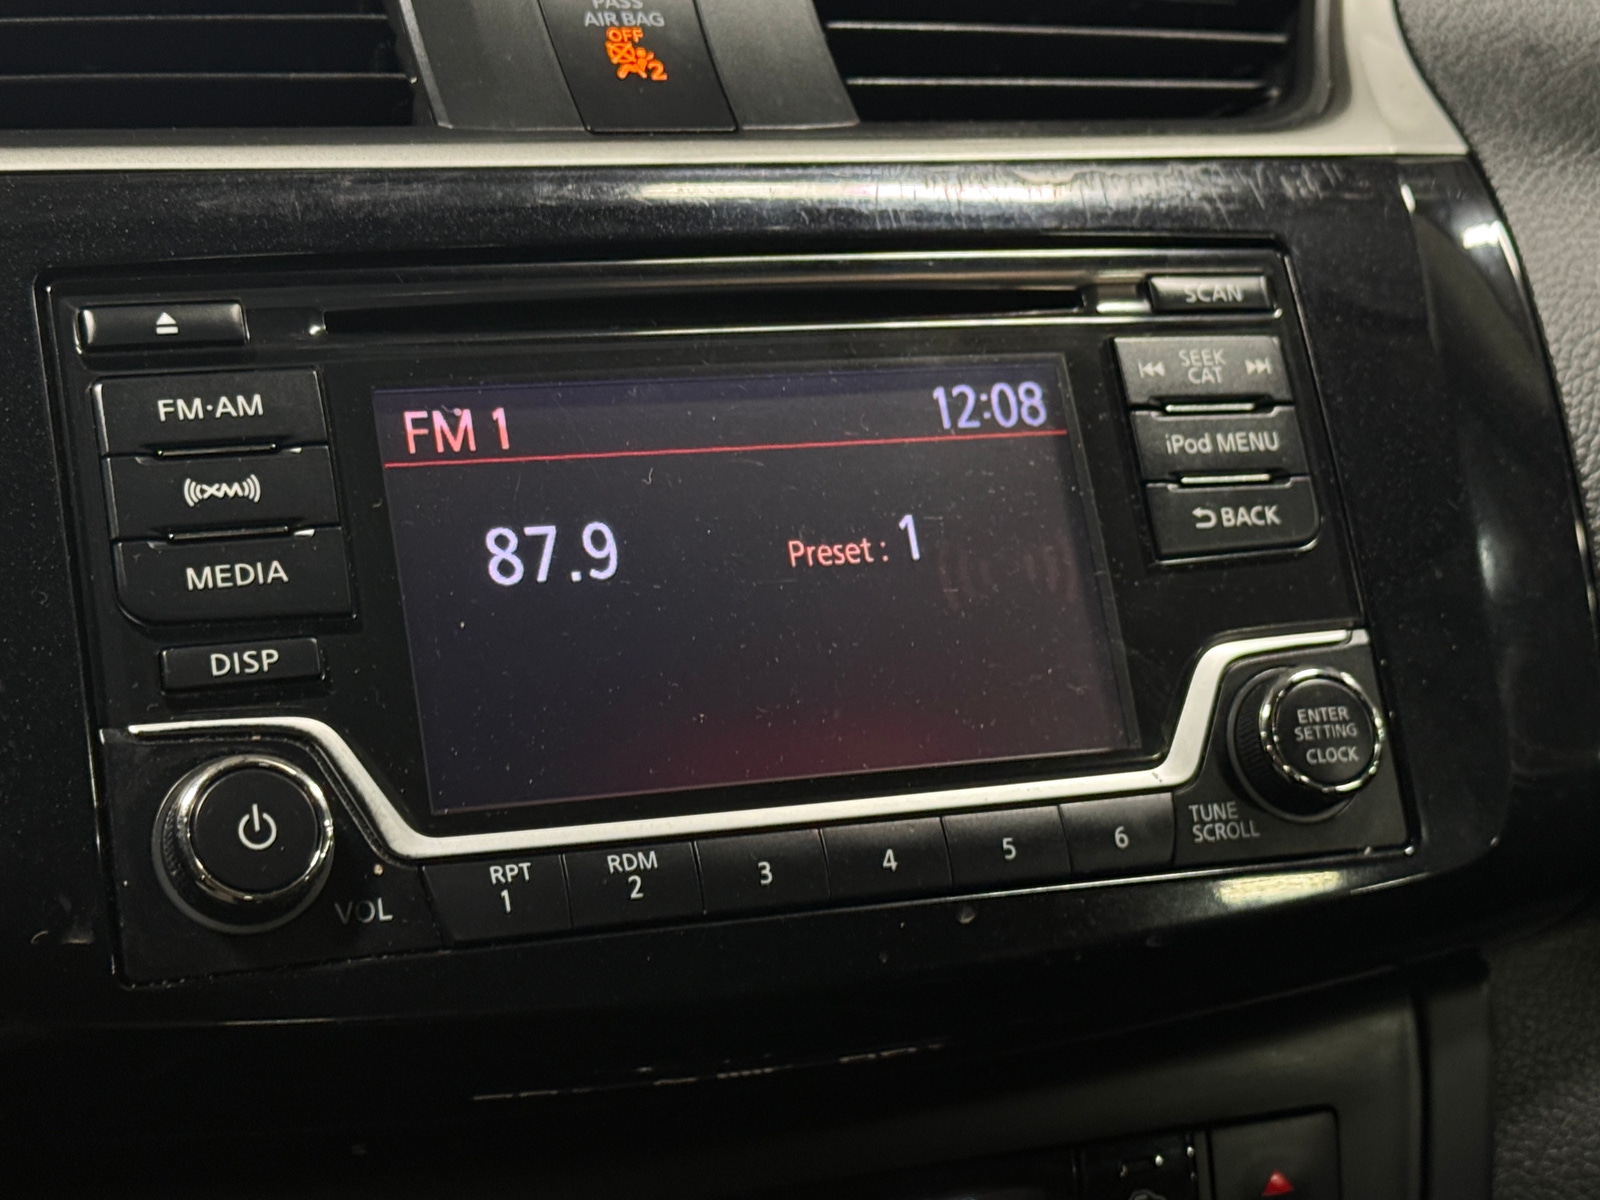 PASS
AIR BAG
OFF
2
SCAN
FM·AM
XM
MEDIA
DISP
FM 1 12:08
87.9 Preset : 1
SEEK
CAT
iPod MENU
BACK
ENTER
SETTING
CLOCK
TUNE
SCROLL
VOL
RPT
1
RDM
2
3
4
5
6